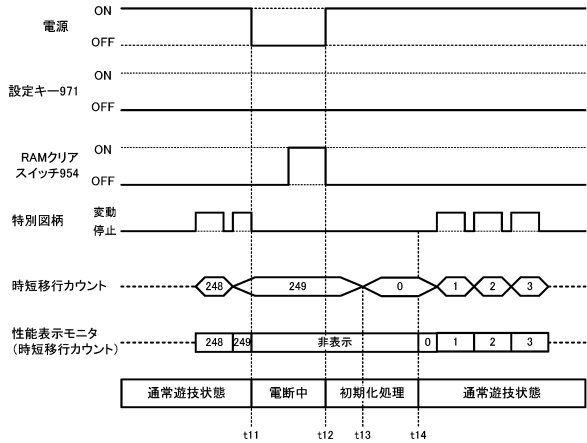 電源
ON
OFF
設定キー971
ON
OFF
RAMクリア
スイッチ954
ON
OFF
特別図柄
変動
停止
時短移行カウント
248
249
0
1
2
3
性能表示モニタ
(時短移行カウント)
248
249
非表示
0
1
2
3
通常遊技状態
電断中
初期化処理
通常遊技状態
t11
t12
t13
t14